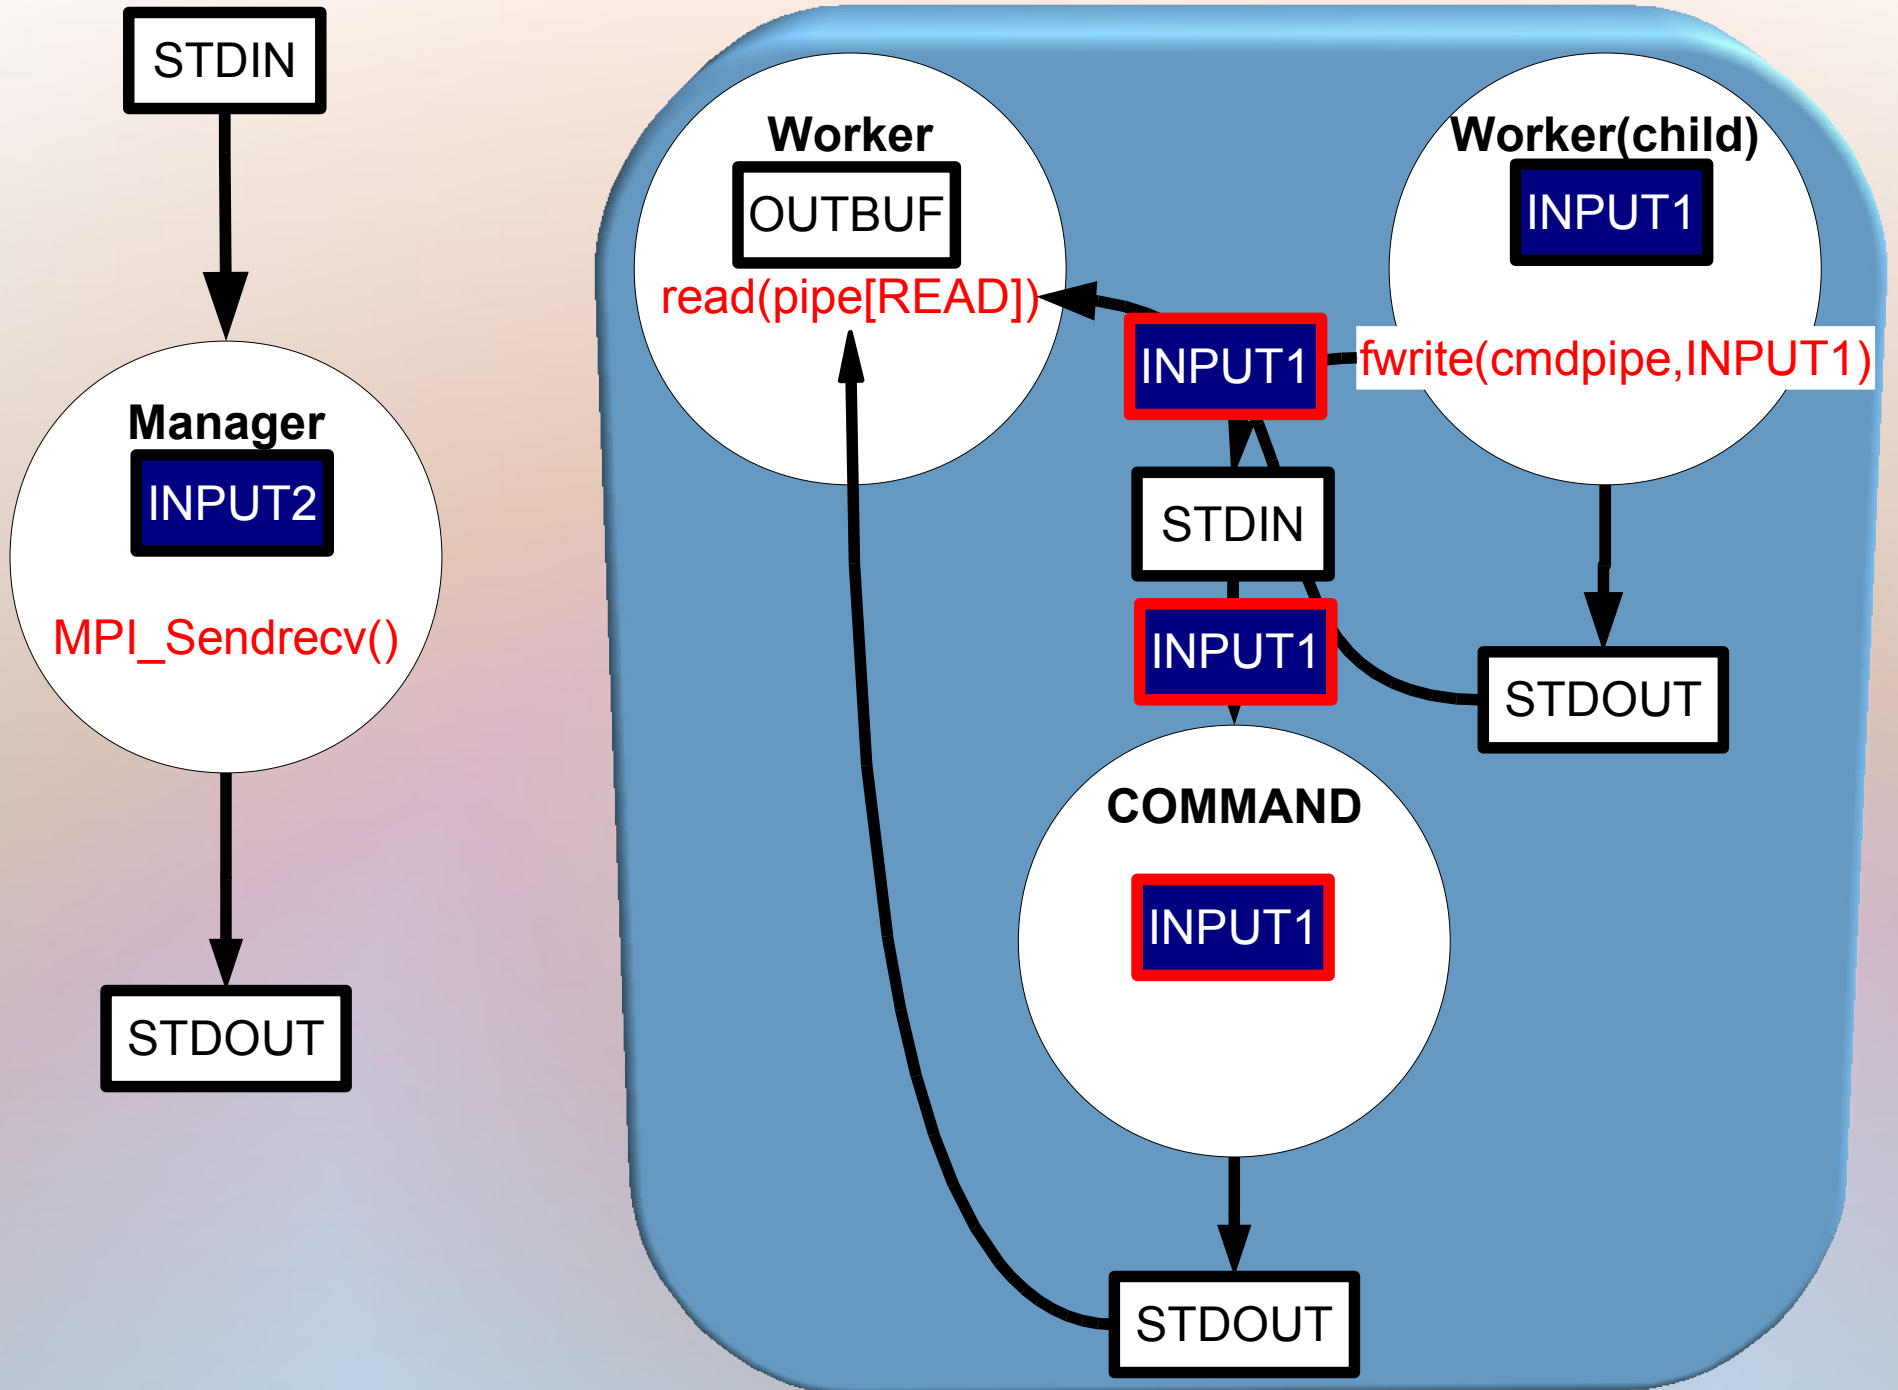 STDIN
Manager
INPUT2
MPI_Sendrecv()
STDOUT
Worker
OUTBUF
read(pipe[READ])
Worker(child)
INPUT1
fwrite(cmdpipe,INPUT1)
INPUT1
STDIN
INPUT1
STDOUT
COMMAND
INPUT1
STDOUT